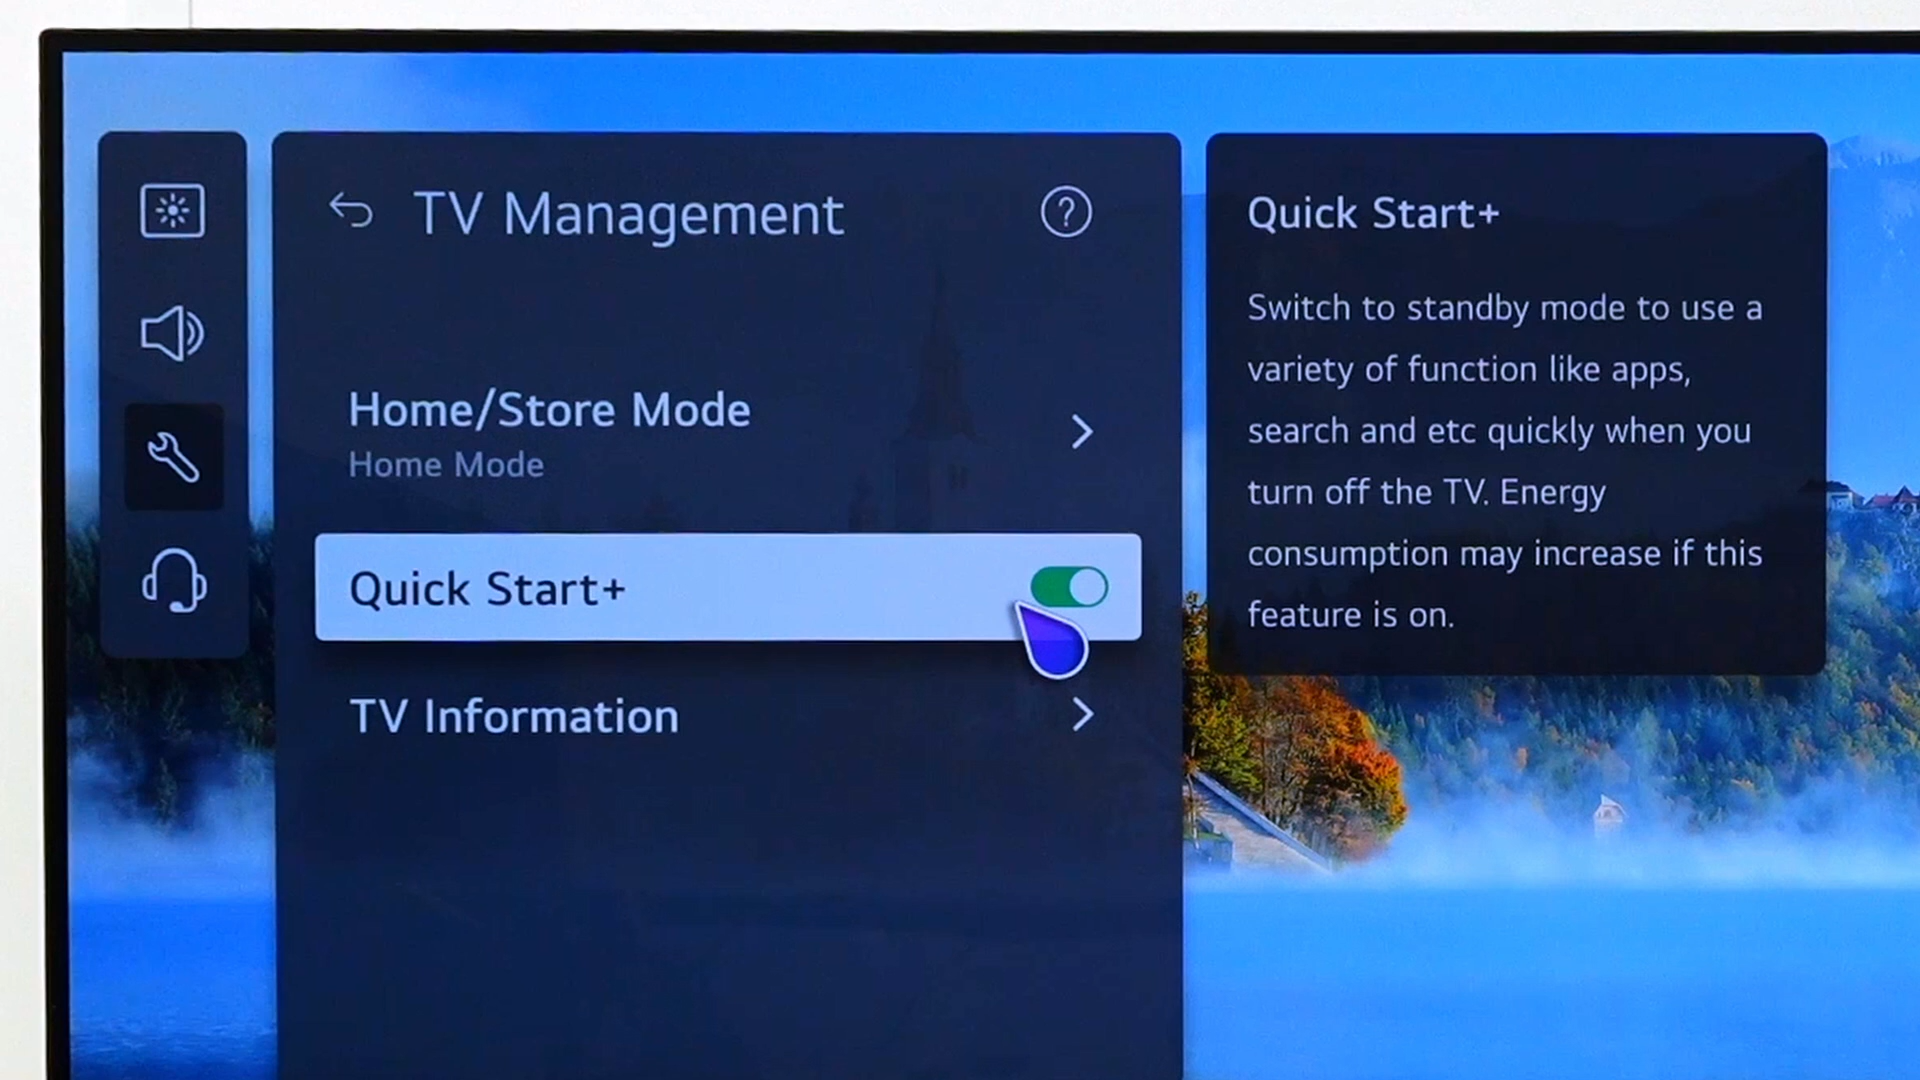 TV Management
?
Home/Store Mode
Home Mode
Quick Start+
TV Information
Quick Start+
Switch to standby mode to use a
variety of function like apps,
search and etc quickly when you
turn off the TV. Energy
consumption may increase if this
feature is on.